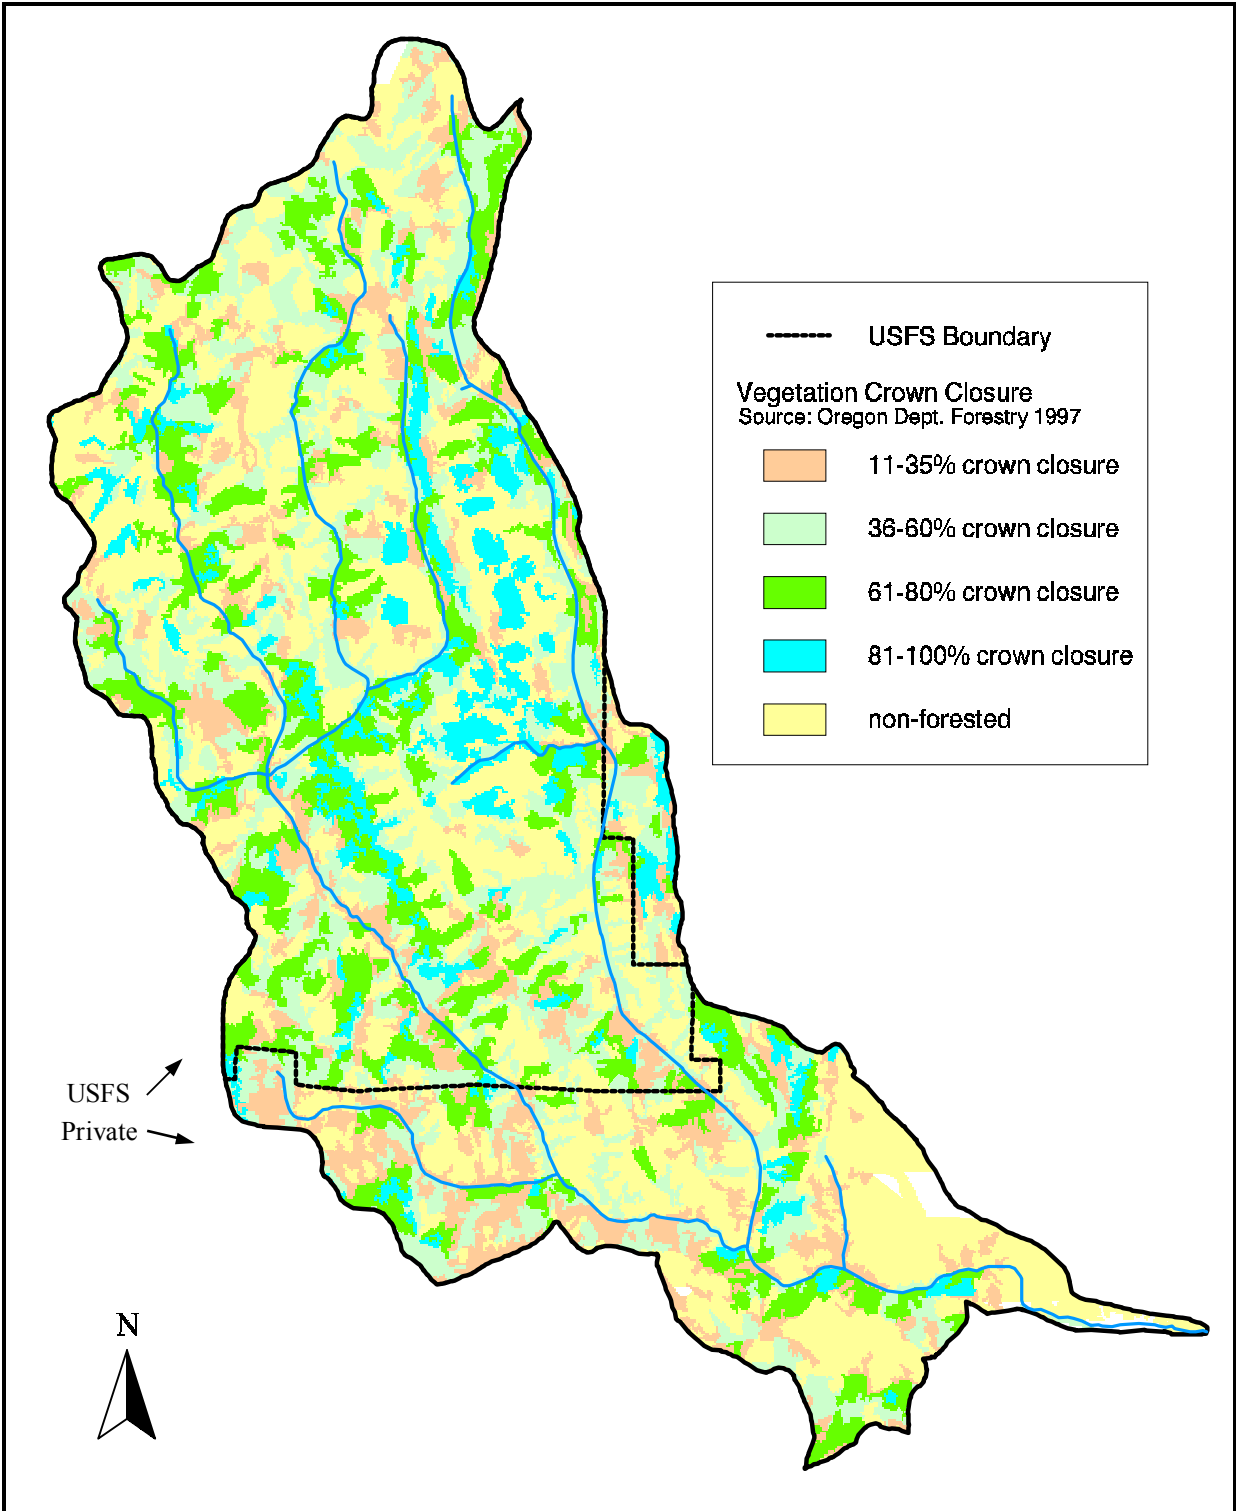 USFS Boundary
Vegetation Crown Closure
Source: Oregon Dept. Forestry 1997
11-35% crown closure
36-60% crown closure
61-80% crown closure
81-100% crown closure
non-forested
USFS
Private
N